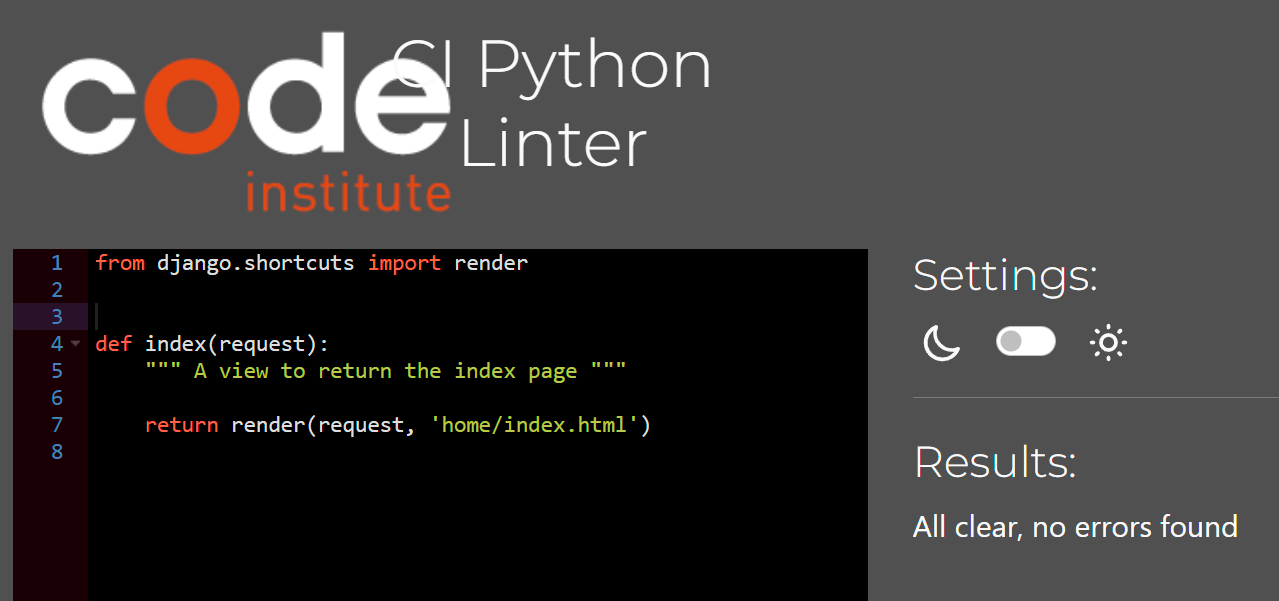 code
institute
CI Python
Linter
1 from django.shortcuts import render
2
3
4 def index(request):
5     """ A view to return the index page """
6
7     return render(request, 'home/index.html')
8
Settings:
Results:
All clear, no errors found